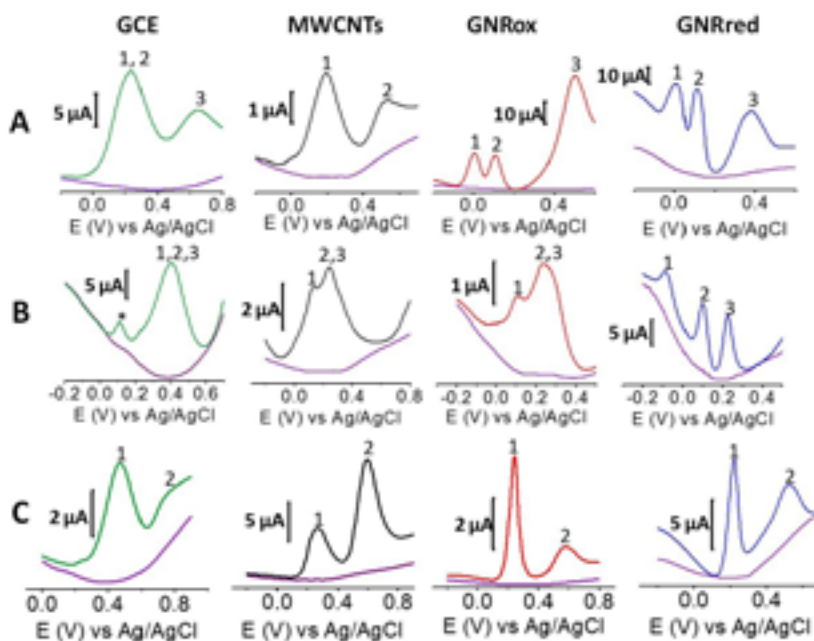 GCE MWCNTs GNRox GNRred
A
5 µA 1, 2 3
1 µA 1 2
10 µA 1 2 3
10 µA 1 2 3
0.0 0.4 0.8
0.0 0.4
0.0 0.4
0.0 0.4
E (V) vs Ag/AgCl E (V) vs Ag/AgCl E (V) vs Ag/AgCl E (V) vs Ag/AgCl
B
5 µA * 1,2,3
2 µA 1 2,3
1 µA 1 2,3
5 µA 1 2 3
-0.2 0.0 0.2 0.4 0.6
0.0 0.4 0.8
-0.2 0.0 0.2 0.4
-0.2 0.0 0.2 0.4
E (V) vs Ag/AgCl E (V) vs Ag/AgCl E (V) vs Ag/AgCl E (V) vs Ag/AgCl
C
2 µA 1 2
5 µA 1 2
2 µA 1 2
5 µA 1 2
0.0 0.4 0.8
0.0 0.4 0.8
0.0 0.4 0.8
0.0 0.4
E (V) vs Ag/AgCl E (V) vs Ag/AgCl E (V) vs Ag/AgCl E (V) vs Ag/AgCl